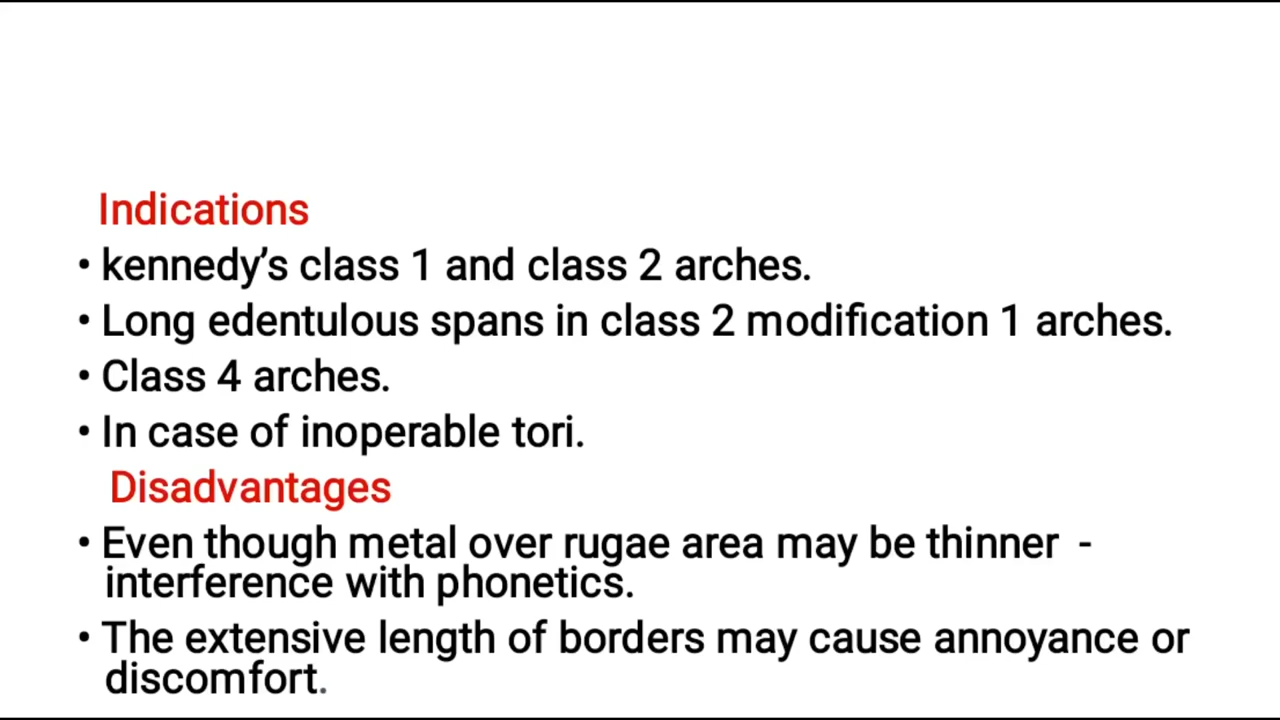 Indications
• kennedy’s class 1 and class 2 arches.
• Long edentulous spans in class 2 modification 1 arches.
• Class 4 arches.
• In case of inoperable tori.
Disadvantages
• Even though metal over rugae area may be thinner -
interference with phonetics.
• The extensive length of borders may cause annoyance or
discomfort.